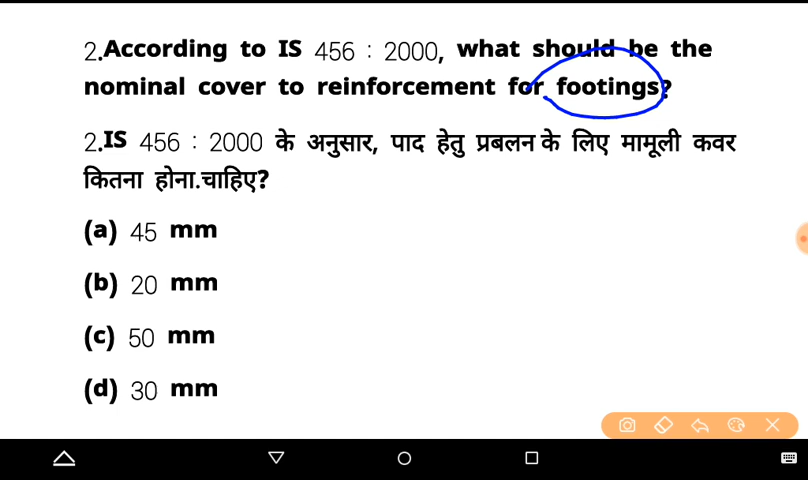 2.According to IS 456 : 2000, what should be the
nominal cover to reinforcement for footings?
2.IS 456 : 2000 के अनुसार, पाद हेतु प्रबलन के लिए मामूली कवर
कितना होना.चाहिए?
(a) 45 mm
(b) 20 mm
(c) 50 mm
(d) 30 mm